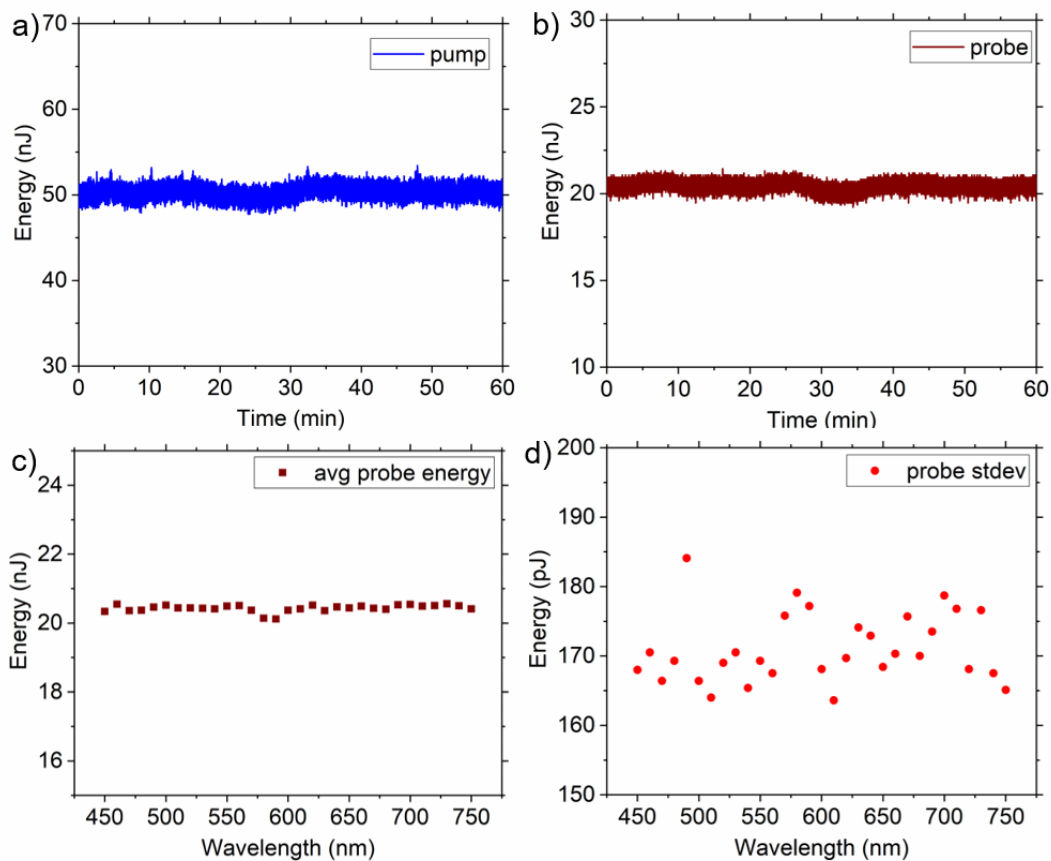 a)
pump
70
60
50
40
30
Energy (nJ)
0 10 20 30 40 50 60
Time (min)
b)
probe
30
25
20
15
10
Energy (nJ)
0 10 20 30 40 50 60
Time (min)
c)
avg probe energy
24
22
20
18
16
Energy (nJ)
450 500 550 600 650 700 750
Wavelength (nm)
d)
probe stdev
200
190
180
170
160
150
Energy (pJ)
450 500 550 600 650 700 750
Wavelength (nm)